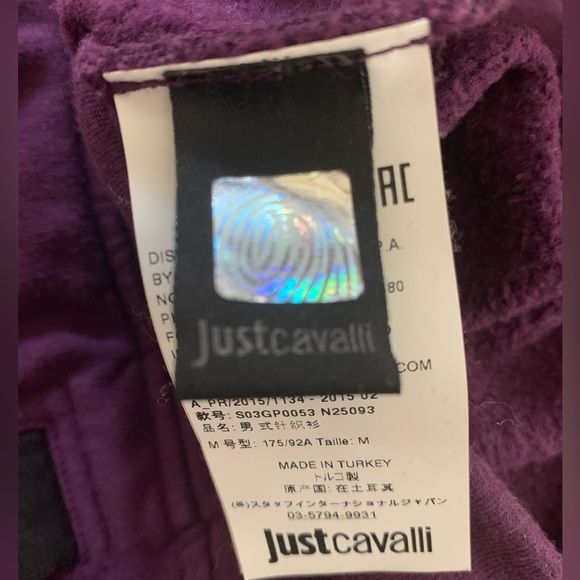 EAC
DIS
P.A.
BY
NO
80
justcavalli
COM
A_PR/2015/1134 - 2015 02
款号: S03GP0053 N25093
品名: 男式针织衫
M 号型: 175/92A Taille: M
MADE IN TURKEY
トルコ製
原产国: 在土耳其
(株)スタッフインターナショナルジャパン
03-5794-9931
justcavalli